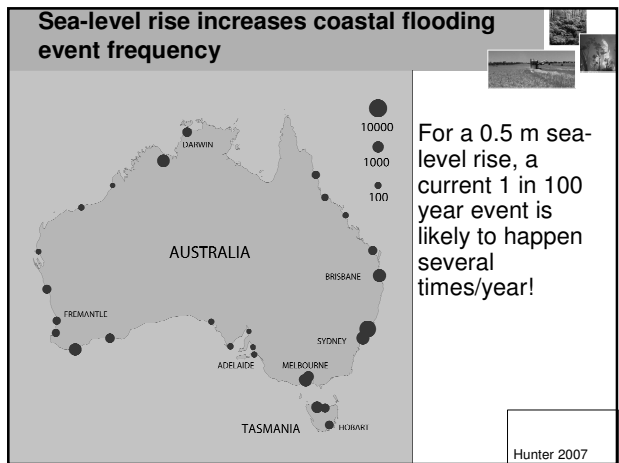 Sea-level rise increases coastal flooding
event frequency
10000
1000
100
DARWIN
AUSTRALIA
BRISBANE
FREMANTLE
SYDNEY
ADELAIDE
MELBOURNE
TASMANIA
HOBART
For a 0.5 m sea-
level rise, a
current 1 in 100
year event is
likely to happen
several
times/year!
Hunter 2007